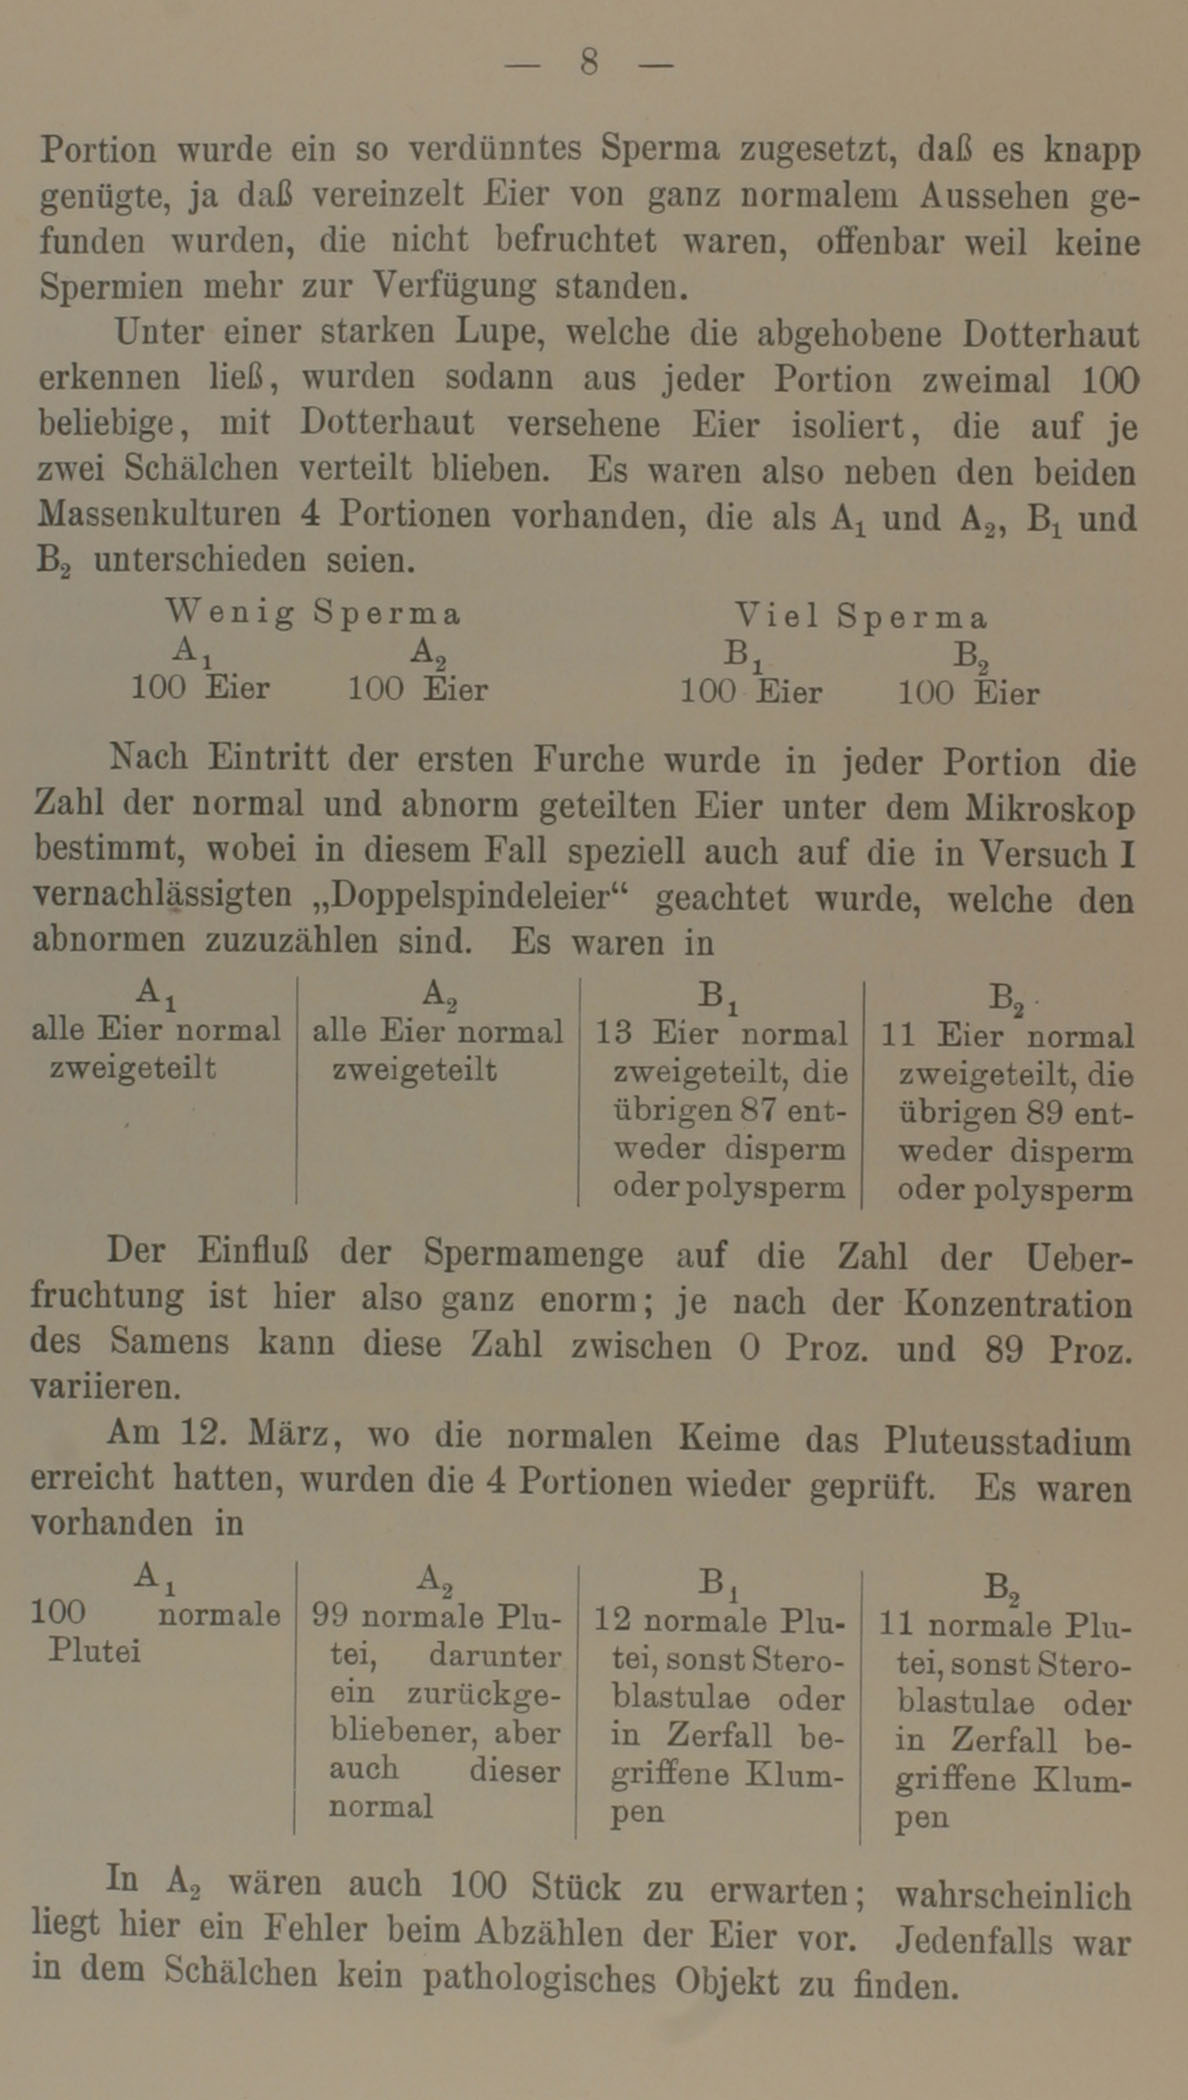 — 8 —
Portion wurde ein so verdünntes Sperma zugesetzt, daß es knapp
genügte, ja daß vereinzelt Eier von ganz normalem Aussehen ge-
funden wurden, die nicht befruchtet waren, offenbar weil keine
Spermien mehr zur Verfügung standen.
Unter einer starken Lupe, welche die abgehobene Dotterhaut
erkennen ließ, wurden sodann aus jeder Portion zweimal 100
beliebige, mit Dotterhaut versehene Eier isoliert, die auf je
zwei Schälchen verteilt blieben. Es waren also neben den beiden
Massenkulturen 4 Portionen vorhanden, die als A₁ und A₂, B₁ und
B₂ unterschieden seien.
Wenig Sperma Viel Sperma
A₁ A₂ B₁ B₂
100 Eier 100 Eier 100 Eier 100 Eier
Nach Eintritt der ersten Furche wurde in jeder Portion die
Zahl der normal und abnorm geteilten Eier unter dem Mikroskop
bestimmt, wobei in diesem Fall speziell auch auf die in Versuch I
vernachlässigten „Doppelspindeleier“ geachtet wurde, welche den
abnormen zuzuzählen sind. Es waren in
A₁
alle Eier normal
zweigeteilt
A₂
alle Eier normal
zweigeteilt
B₁
13 Eier normal
zweigeteilt, die
übrigen 87 ent-
weder disperm
oder polysperm
B₂
11 Eier normal
zweigeteilt, die
übrigen 89 ent-
weder disperm
oder polysperm
Der Einfluß der Spermamenge auf die Zahl der Ueber-
fruchtung ist hier also ganz enorm; je nach der Konzentration
des Samens kann diese Zahl zwischen 0 Proz. und 89 Proz.
variieren.
Am 12. März, wo die normalen Keime das Pluteusstadium
erreicht hatten, wurden die 4 Portionen wieder geprüft. Es waren
vorhanden in
A₁
100 normale
Plutei
A₂
99 normale Plu-
tei, darunter
ein zurückge-
bliebener, aber
auch dieser
normal
B₁
12 normale Plu-
tei, sonst Stero-
blastulae oder
in Zerfall be-
griffene Klum-
pen
B₂
11 normale Plu-
tei, sonst Stero-
blastulae oder
in Zerfall be-
griffene Klum-
pen
In A₂ wären auch 100 Stück zu erwarten; wahrscheinlich
liegt hier ein Fehler beim Abzählen der Eier vor. Jedenfalls war
in dem Schälchen kein pathologisches Objekt zu finden.